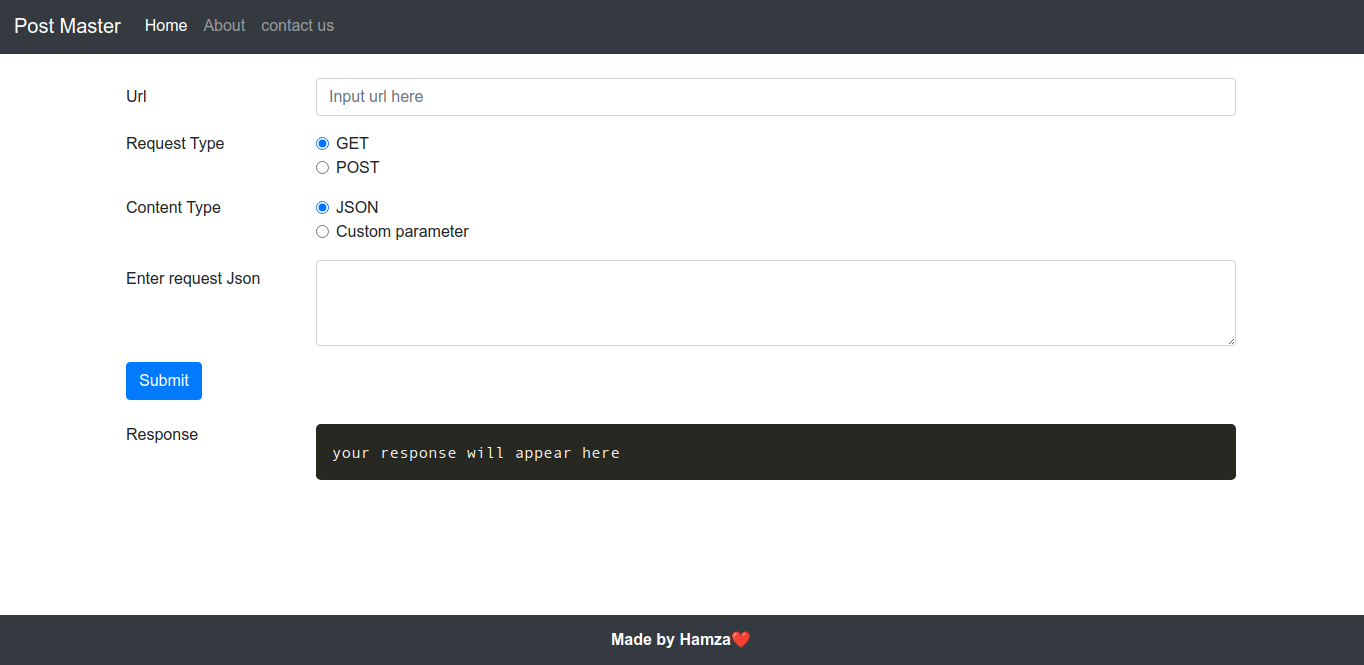 Post Master Home About contact us
Url Input url here
Request Type GET
POST
Content Type JSON
Custom parameter
Enter request Json
Submit
Response your response will appear here
Made by Hamza❤️